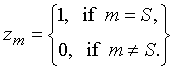 z_m = { 1, if m = S,
0, if m ≠ S. }